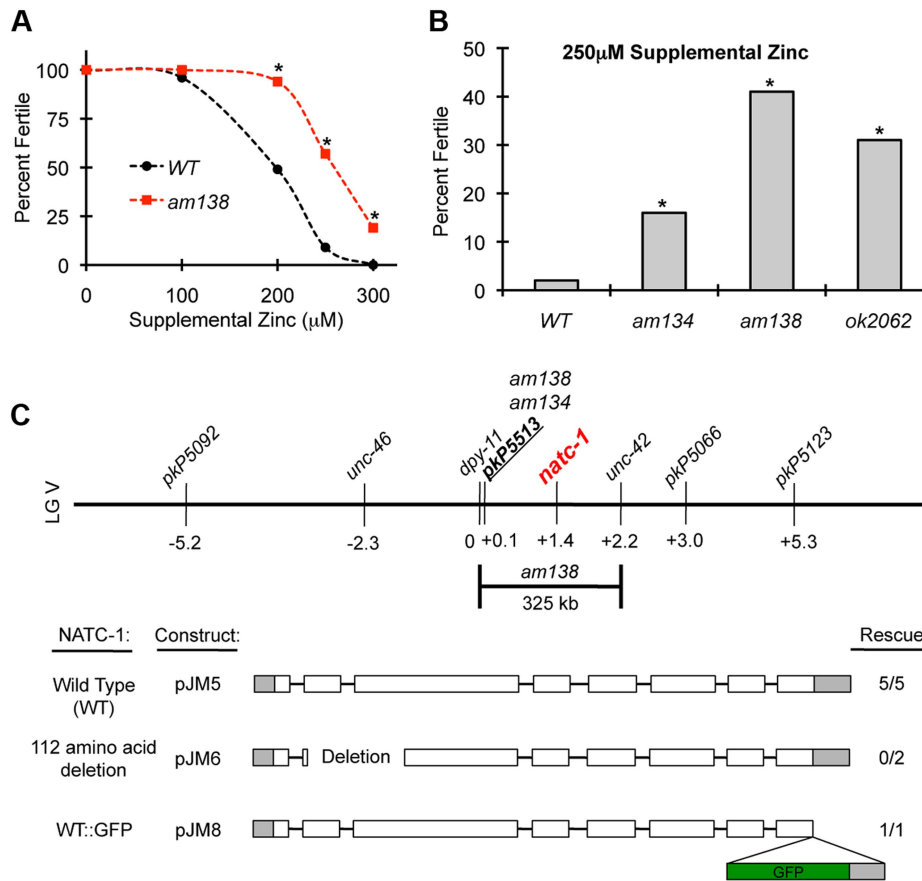 A
Percent Fertile
100
75
50
25
0
WT
am138
*
*
*
0
100
200
300
Supplemental Zinc (μM)
B
250μM Supplemental Zinc
Percent Fertile
50
40
30
20
10
0
*
*
*
WT
am134
am138
ok2062
C
am138
am134
pkP5092
unc-46
dpy-11
pkP5513
natc-1
unc-42
pkP5066
pkP5123
LG V
-5.2
-2.3
0
+0.1
+1.4
+2.2
+3.0
+5.3
am138
325 kb
NATC-1:
Construct:
Rescue
Wild Type
(WT)
pJM5
5/5
112 amino acid
deletion
pJM6
Deletion
0/2
WT::GFP
pJM8
1/1
GFP